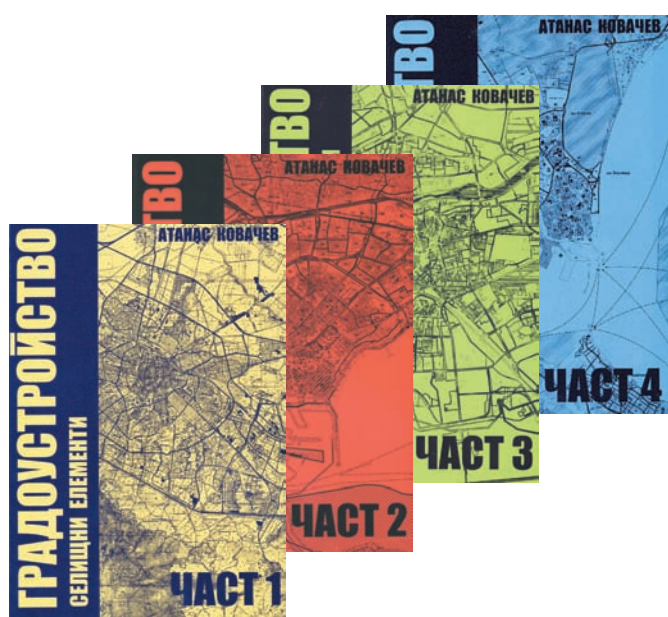 АТАНАС КОВАЧЕВ
ГРАДОУСТРОЙСТВО
СЕЛИЩНИ ЕЛЕМЕНТИ
ЧАСТ 1
АТАНАС КОВАЧЕВ
ТВО
ЧАСТ 2
АТАНАС КОВАЧЕВ
ТВО
ЧАСТ 3
АТАНАС КОВАЧЕВ
ТВО
ЧАСТ 4